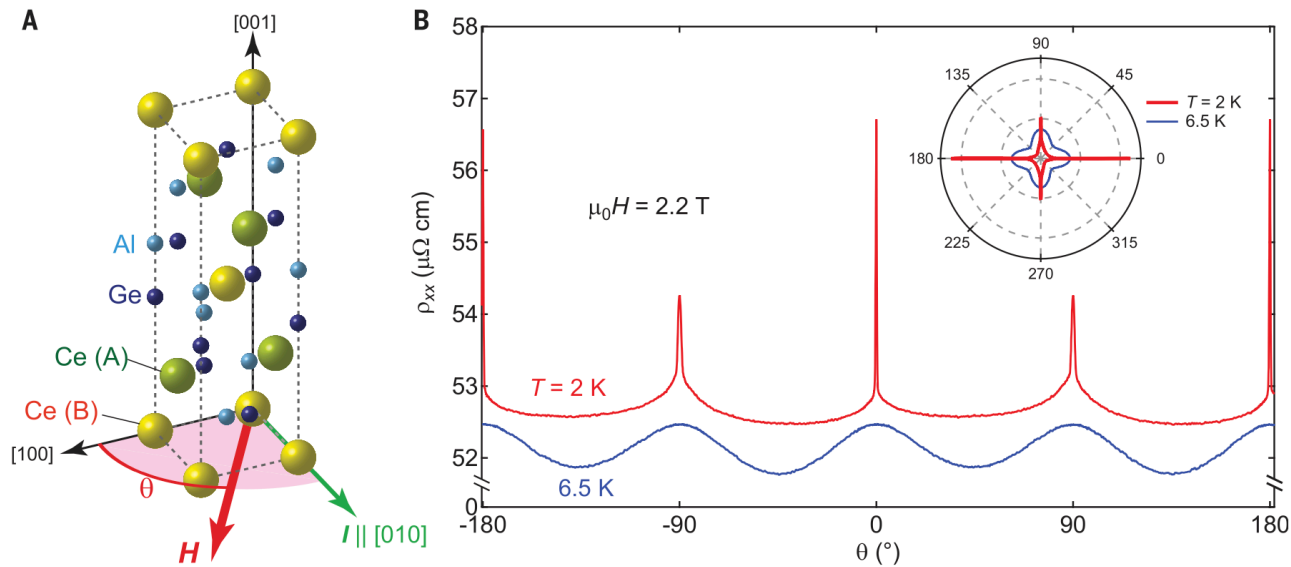 A
[001]
Al
Ge
Ce (A)
Ce (B)
[100]
θ
H
I || [010]
B
58
57
56
55
54
53
52
0
ρxx (μΩ cm)
μ0H = 2.2 T
T = 2 K
6.5 K
-180
-90
0
90
180
θ (°)
90
135
45
180
0
225
315
270
T = 2 K
6.5 K